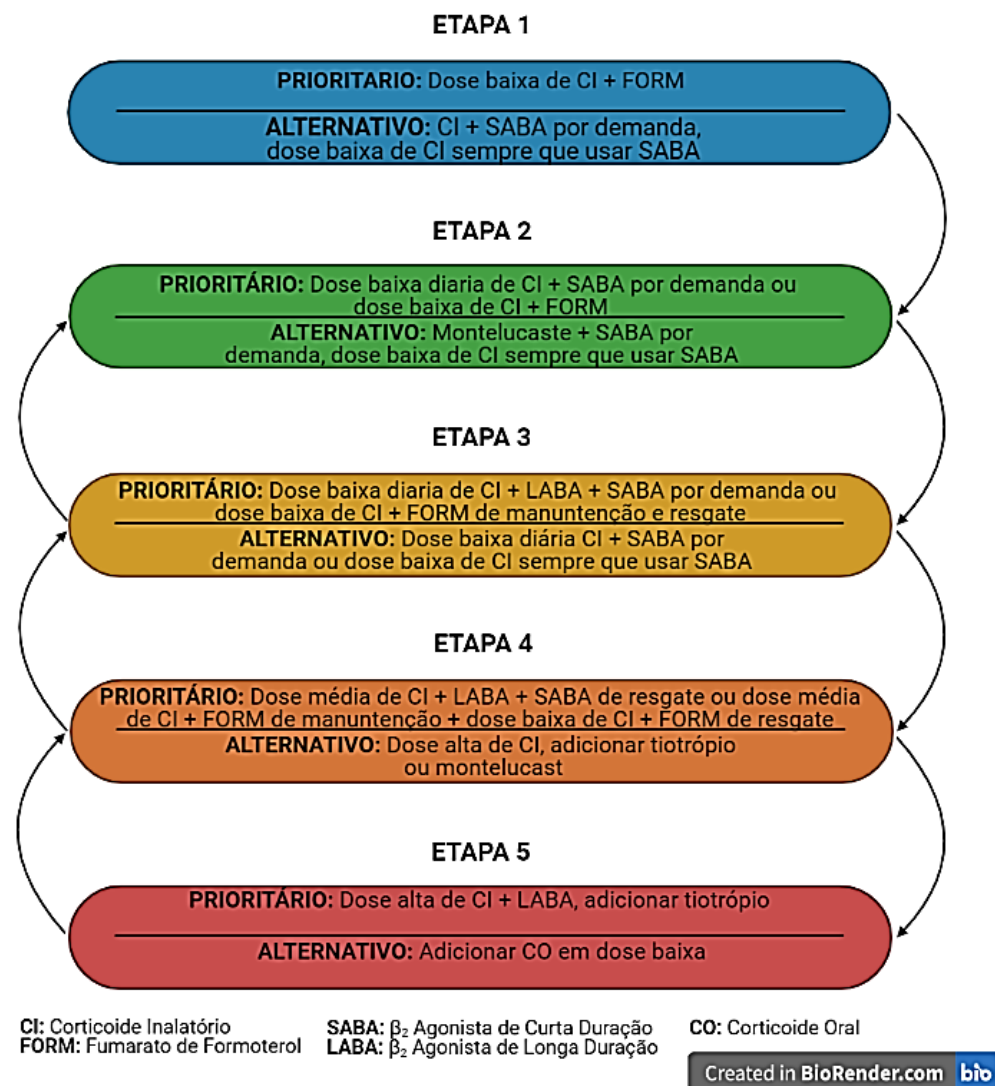 ETAPA 1
PRIORITARIO: Dose baixa de CI + FORM
ALTERNATIVO: CI + SABA por demanda,
dose baixa de CI sempre que usar SABA
ETAPA 2
PRIORITÁRIO: Dose baixa diaria de CI + SABA por demanda ou
dose baixa de CI + FORM
ALTERNATIVO: Montelucaste + SABA por
demanda, dose baixa de CI sempre que usar SABA
ETAPA 3
PRIORITÁRIO: Dose baixa diaria de CI + LABA + SABA por demanda ou
dose baixa de CI + FORM de manuntenção e resgate
ALTERNATIVO: Dose baixa diária CI + SABA por
demanda ou dose baixa de CI sempre que usar SABA
ETAPA 4
PRIORITÁRIO: Dose média de CI + LABA + SABA de resgate ou dose média
de CI + FORM de manuntenção + dose baixa de CI + FORM de resgate
ALTERNATIVO: Dose alta de CI, adicionar tiotrópio
ou montelucast
ETAPA 5
PRIORITÁRIO: Dose alta de CI + LABA, adicionar tiotrópio
ALTERNATIVO: Adicionar CO em dose baixa
CI: Corticoide Inalatório
FORM: Fumarato de Formoterol
SABA: β₂ Agonista de Curta Duração
LABA: β₂ Agonista de Longa Duração
CO: Corticoide Oral
Created in BioRender.com bio